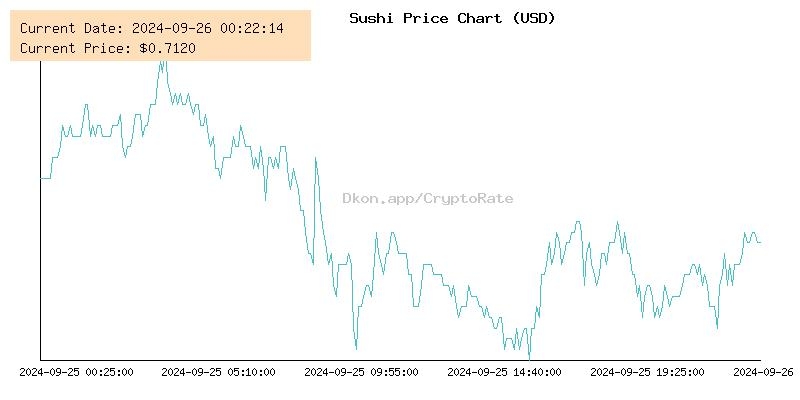 Sushi Price Chart (USD)
Current Date: 2024-09-26 00:22:14
Current Price: $0.7120
Dkon.app/CryptoRate
2024-09-25 00:25:00 2024-09-25 05:10:00 2024-09-25 09:55:00 2024-09-25 14:40:00 2024-09-25 19:25:00 2024-09-26